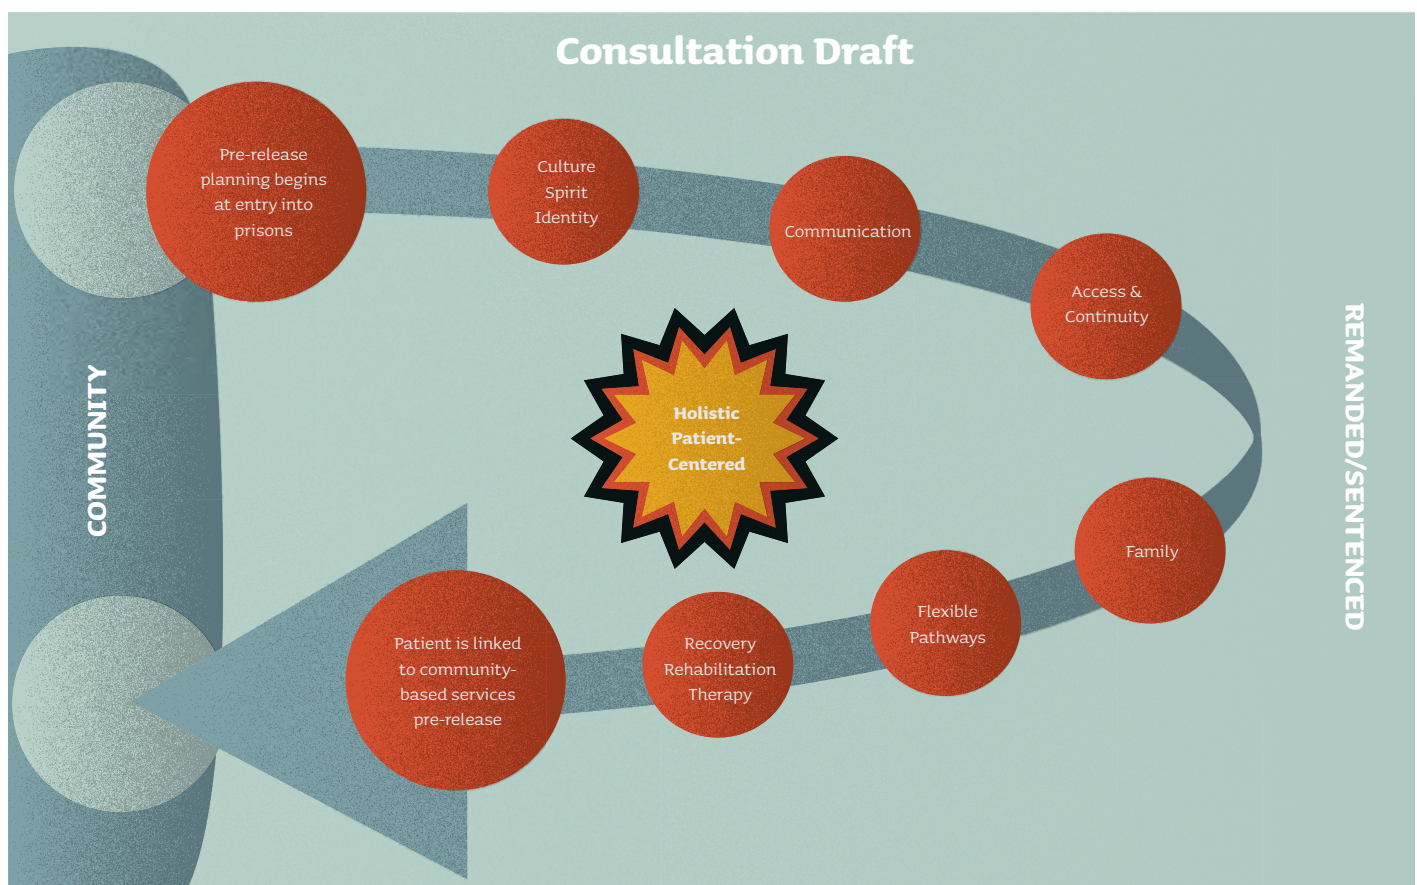 Consultation Draft
Pre-release
planning begins
at entry into
prisons
Culture
Spirit
Identity
Communication
Access &
Continuity
COMMUNITY
Holistic
Patient-
Centered
REMANDED/SENTENCED
Family
Flexible
Pathways
Recovery
Rehabilitation
Therapy
Patient is linked
to community-
based services
pre-release